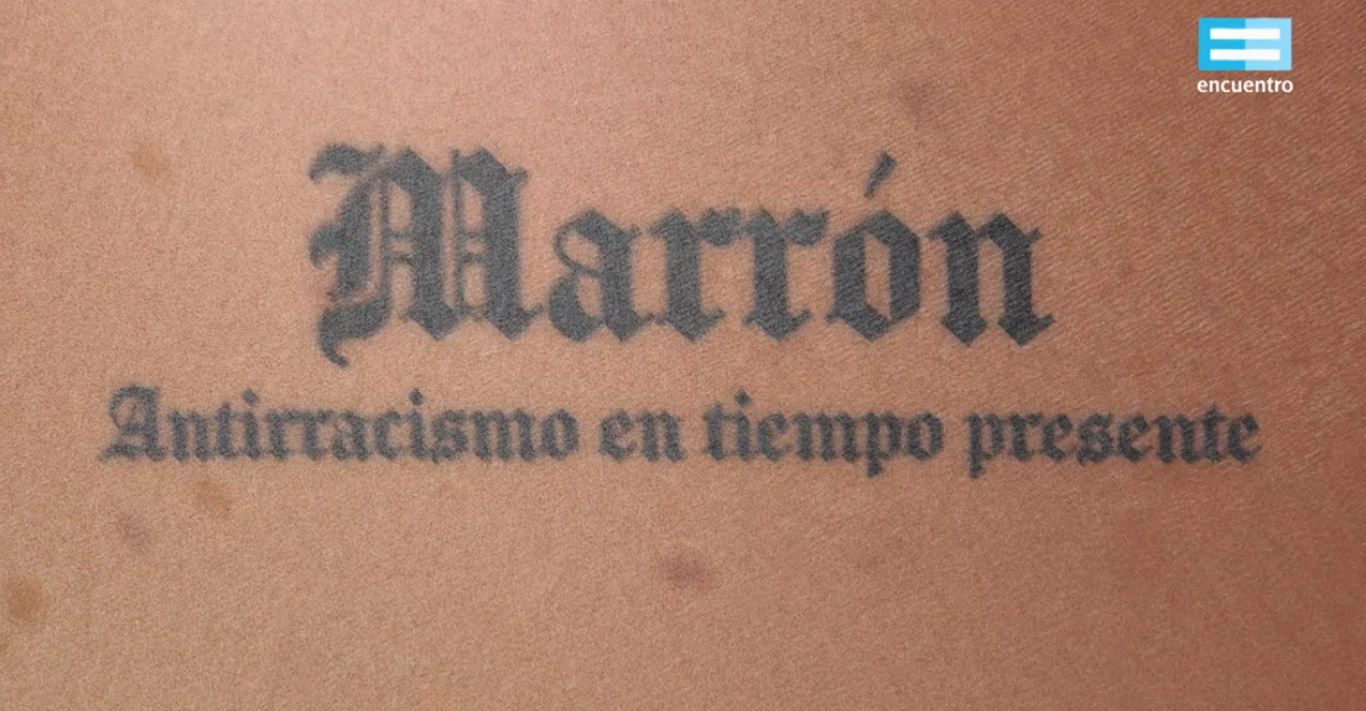 encuentro
Marrón
Antirracismo en tiempo presente